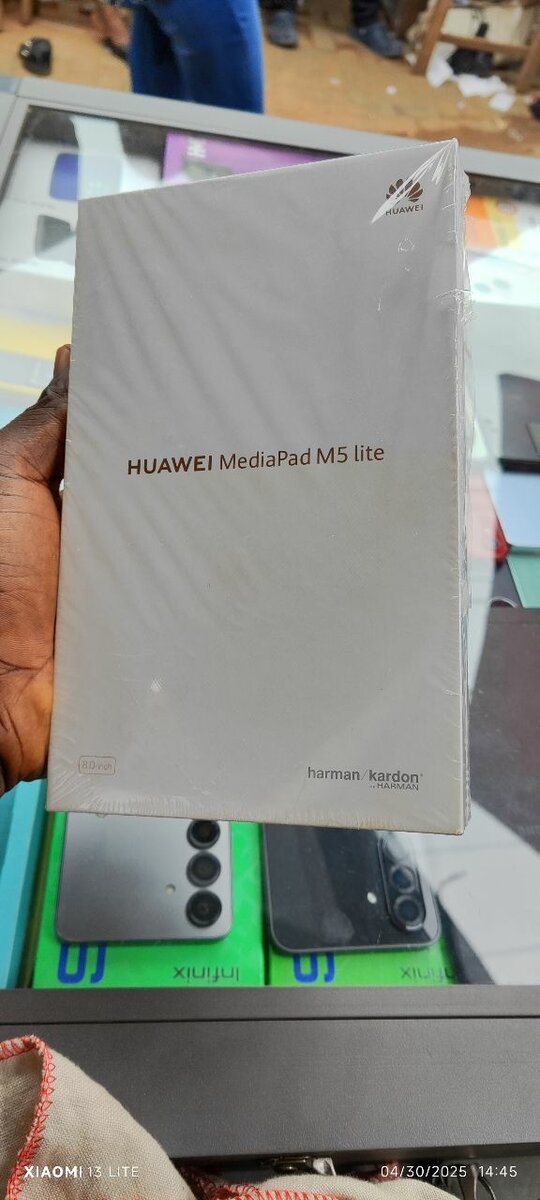 HUAWEI
HUAWEI MediaPad M5 lite
8.0-inch
harman/kardon®
by HARMAN
Infinix
Infinix
XIAOMI 13 LITE
04/30/2025 14:45